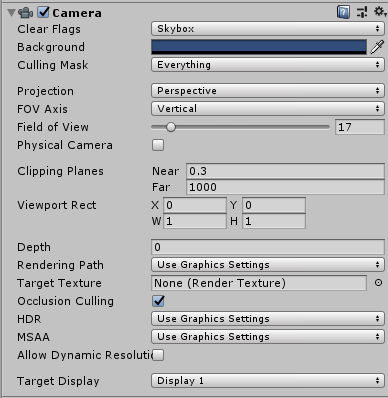 Camera
Clear Flags Skybox
Background
Culling Mask Everything
Projection Perspective
FOV Axis Vertical
Field of View 17
Physical Camera
Clipping Planes Near 0.3
Far 1000
Viewport Rect X 0 Y 0
W 1 H 1
Depth 0
Rendering Path Use Graphics Settings
Target Texture None (Render Texture)
Occlusion Culling
HDR Use Graphics Settings
MSAA Use Graphics Settings
Allow Dynamic Resolutio
Target Display Display 1